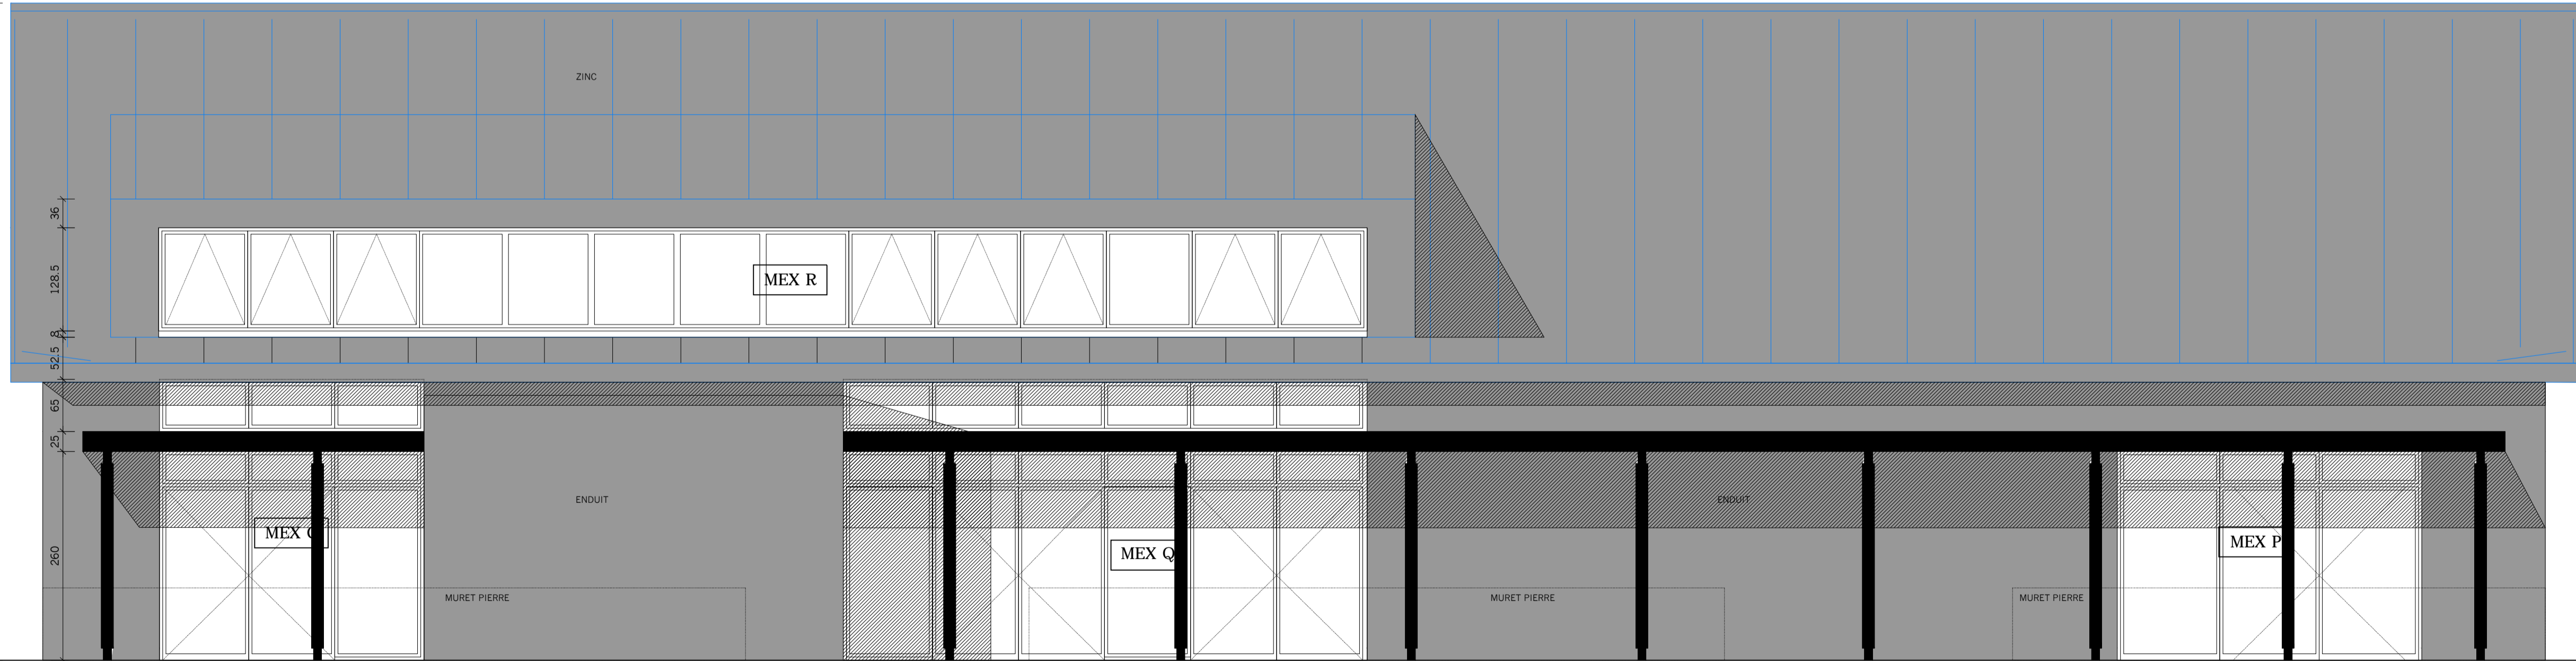 ZINC
36
128.5
MEX R
8
52.5
65
25
ENDUIT
ENDUIT
MEX
MEX Q
MEX P
260
MURET PIERRE
MURET PIERRE
MURET PIERRE